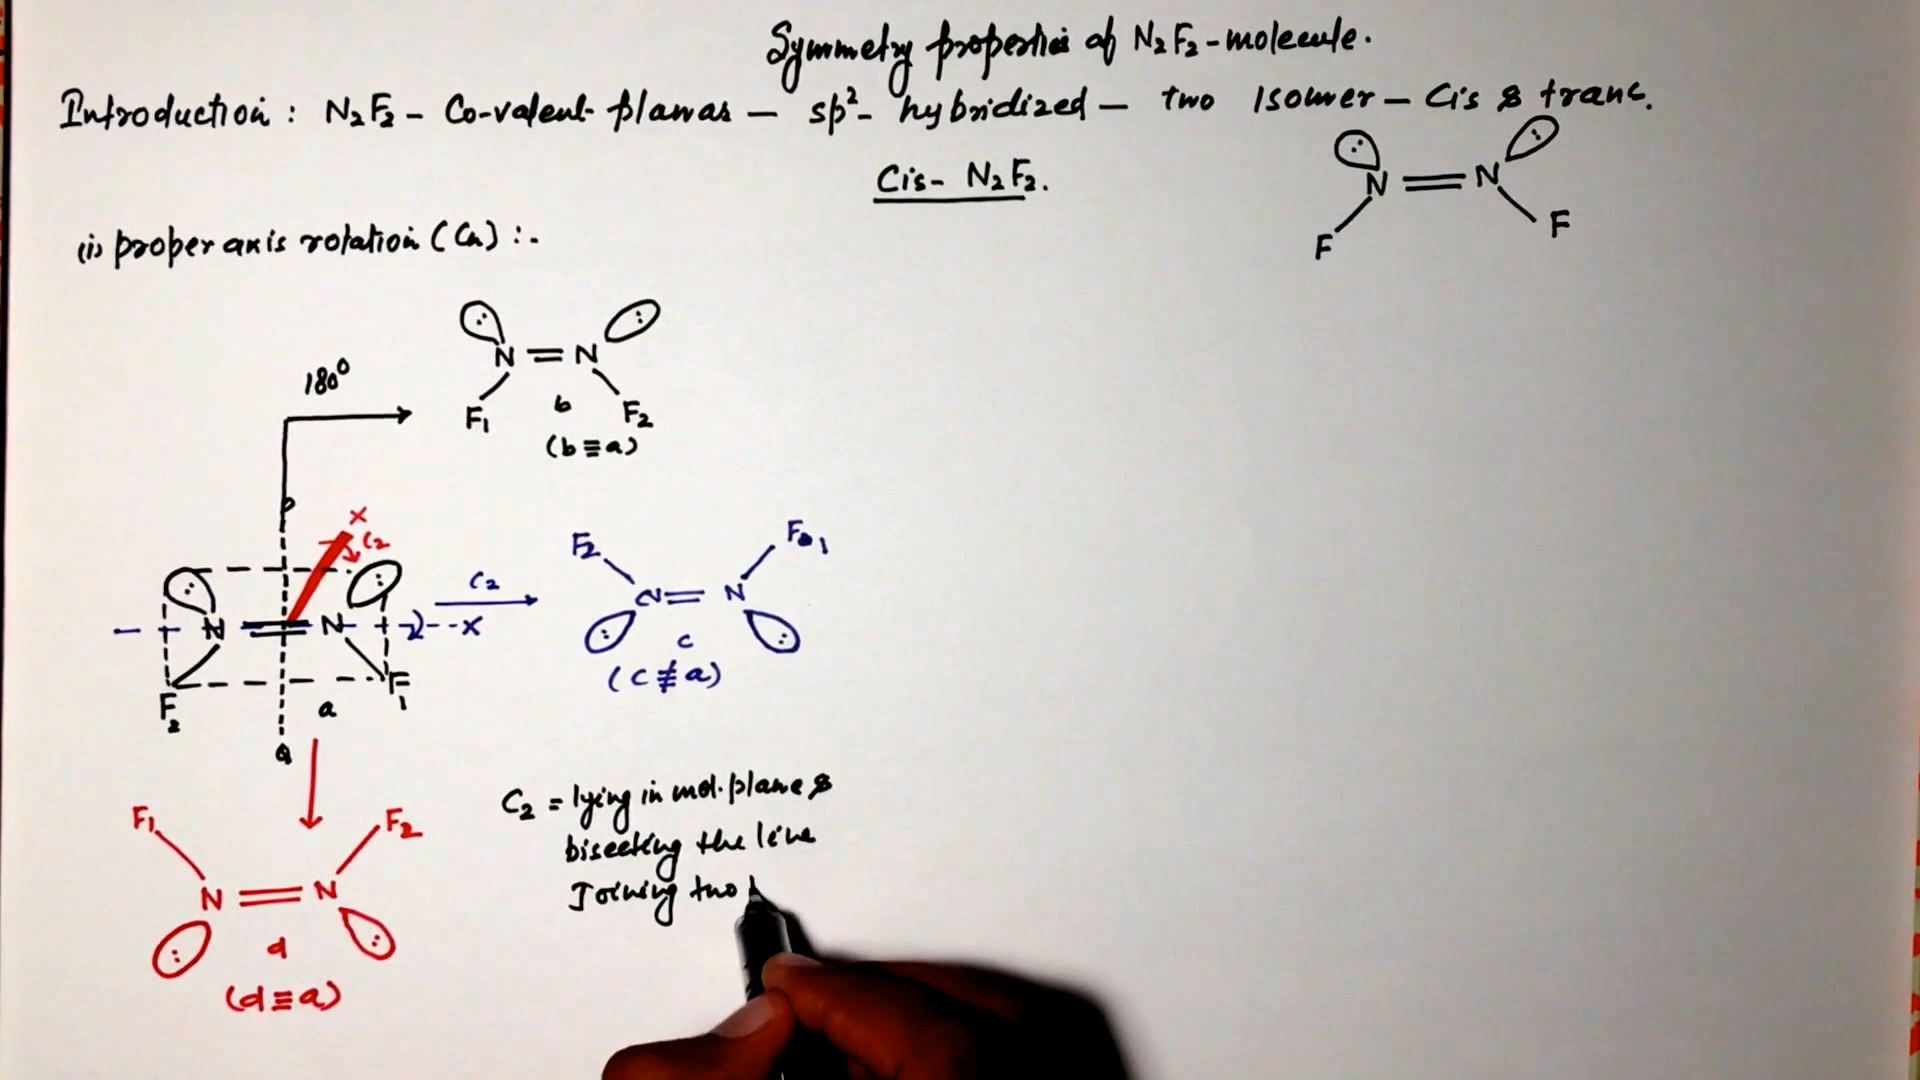 Symmetry properties of N₂F₂-molecule.
Introduction: N₂F₂ - Co-valent planar - sp²- hybridized - two Isomer - Cis & tranc.
Cis- N₂F₂.
N = N
F F
(i) proper axis rotation (Cn) :-
180°
N = N
F₁ b F₂
(b≡a)
P
X
C₂
N = N X
F₂ a F₁
Q
C₂
F₂ F₁
N = N
c
(c≢a)
F₁ F₂
N = N
d
(d≡a)
C₂ = lying in mol. plane &
bisecting the line
Joining two